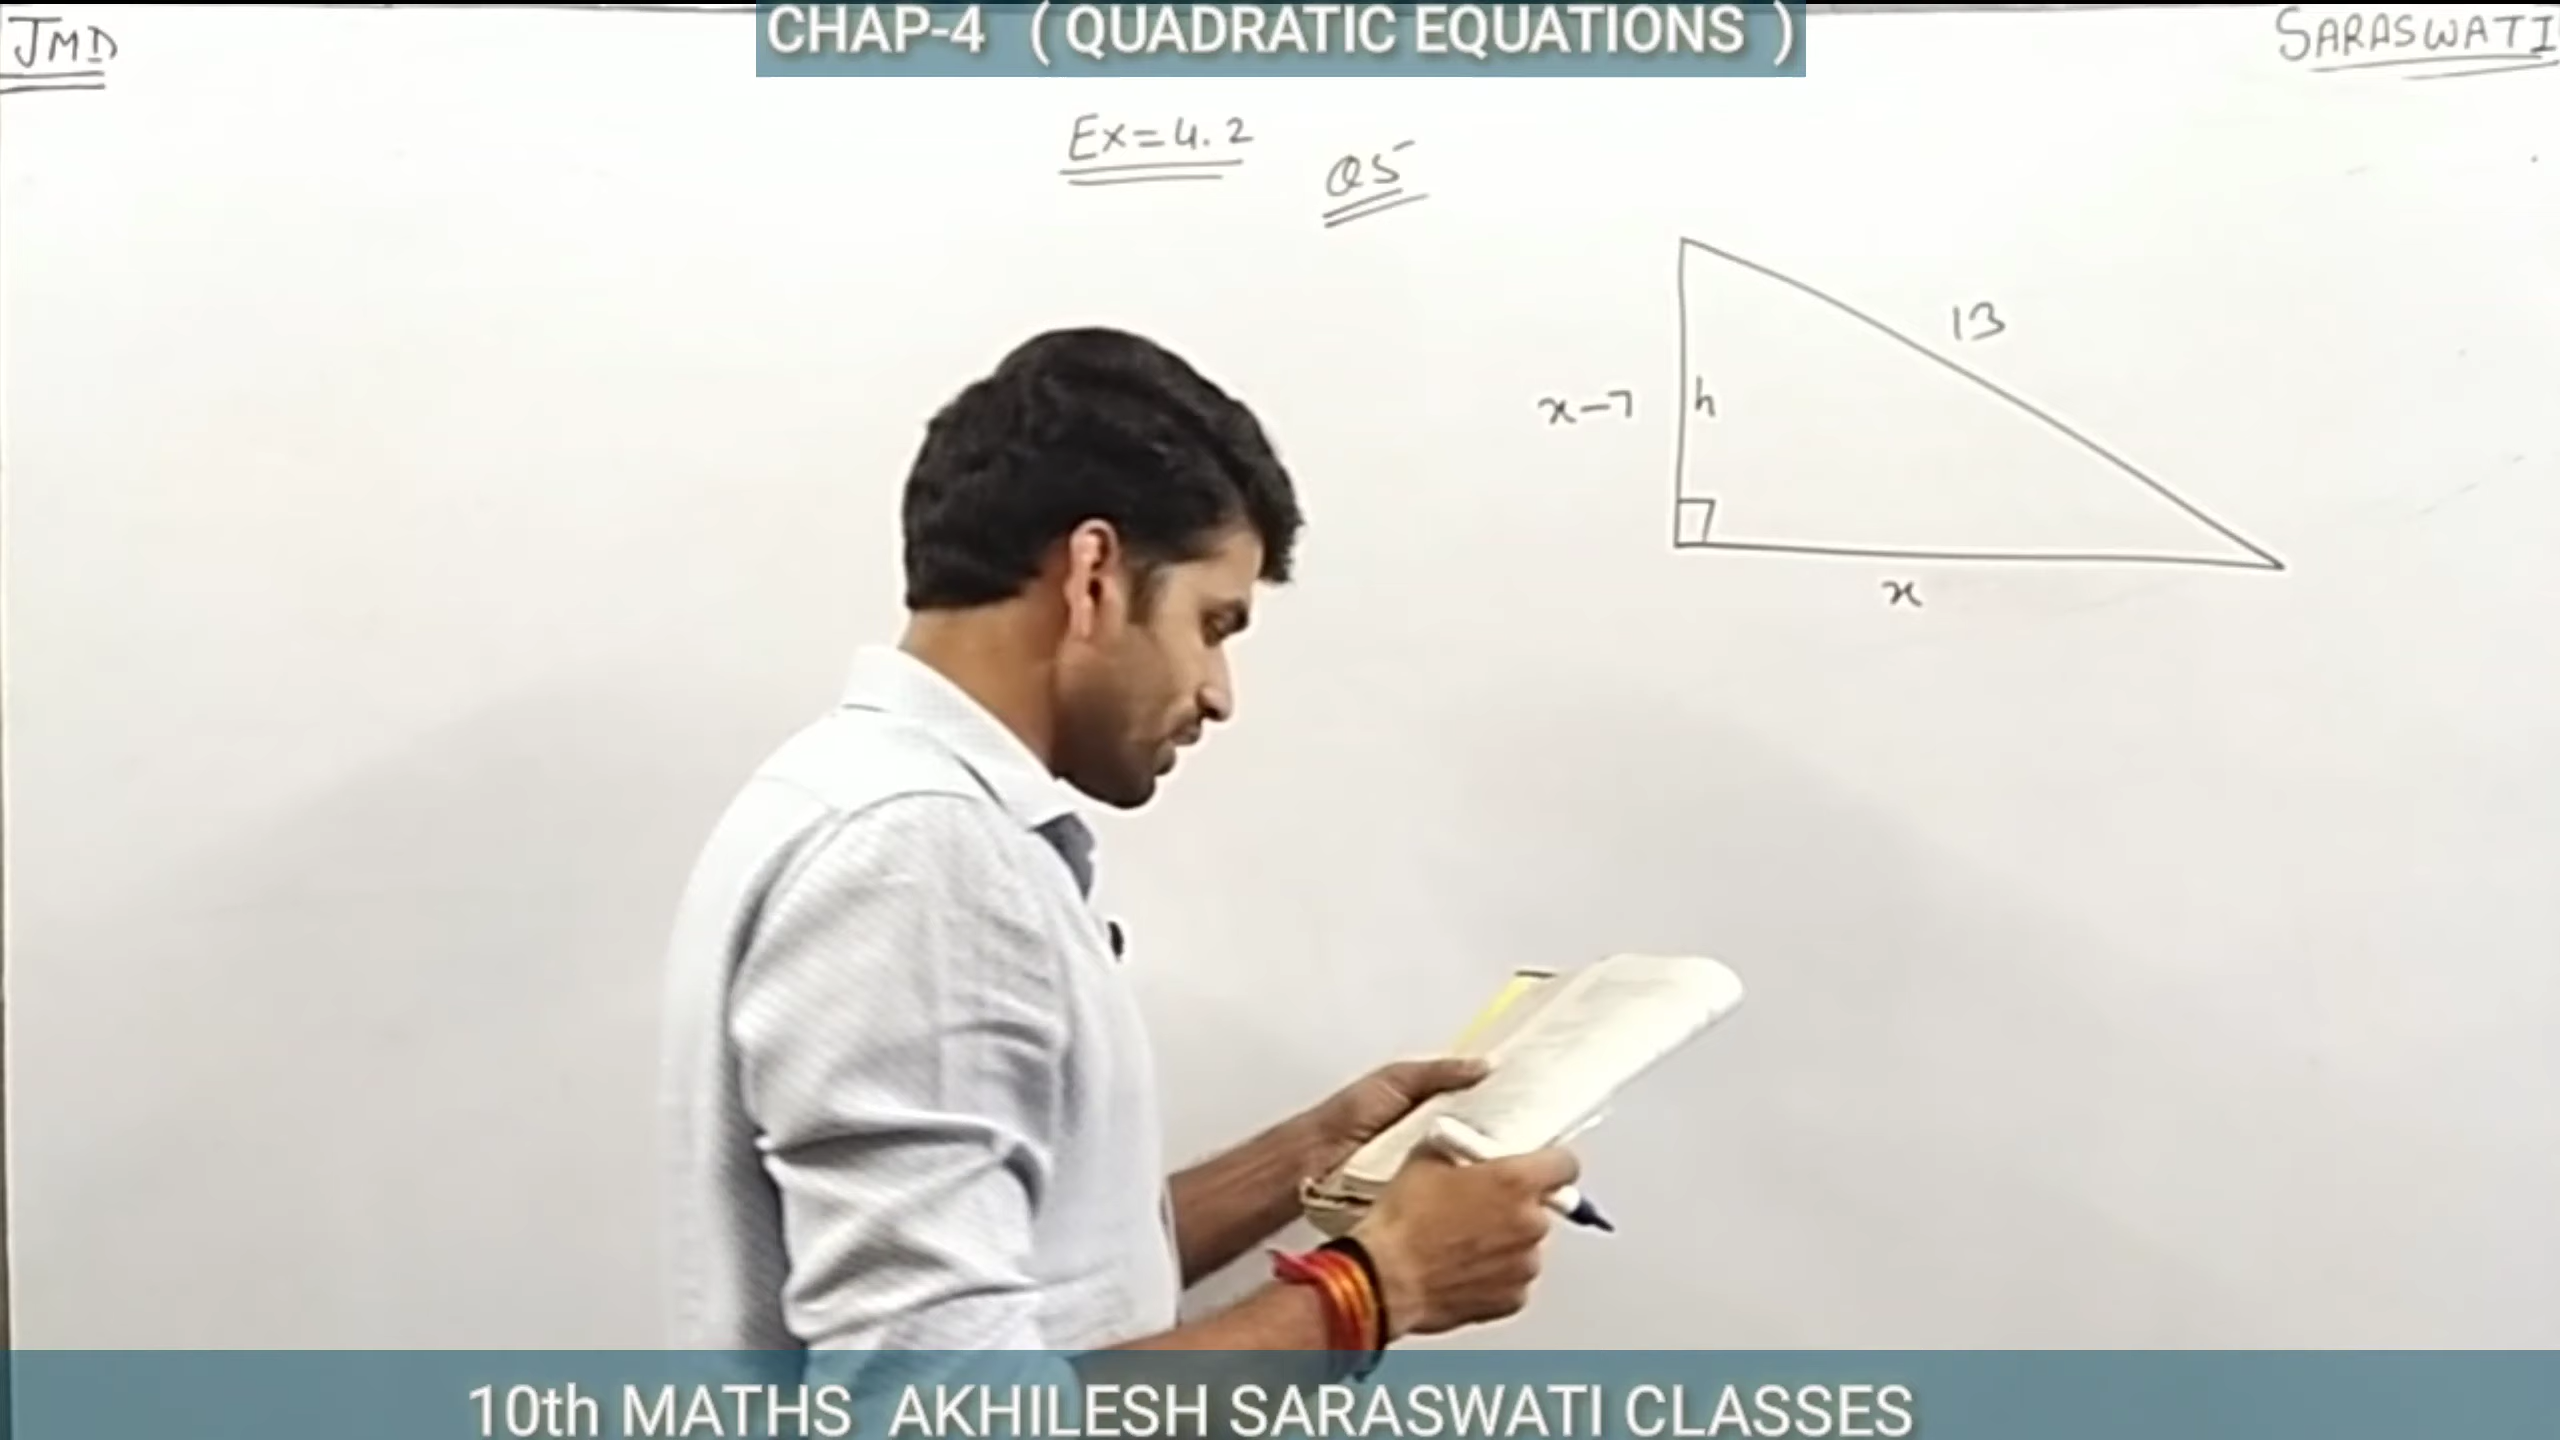 CHAP-4 ( QUADRATIC EQUATIONS )
JMD
SARASWATI
Ex=4.2
Q5
13
x-7
h
x
10th MATHS AKHILESH SARASWATI CLASSES